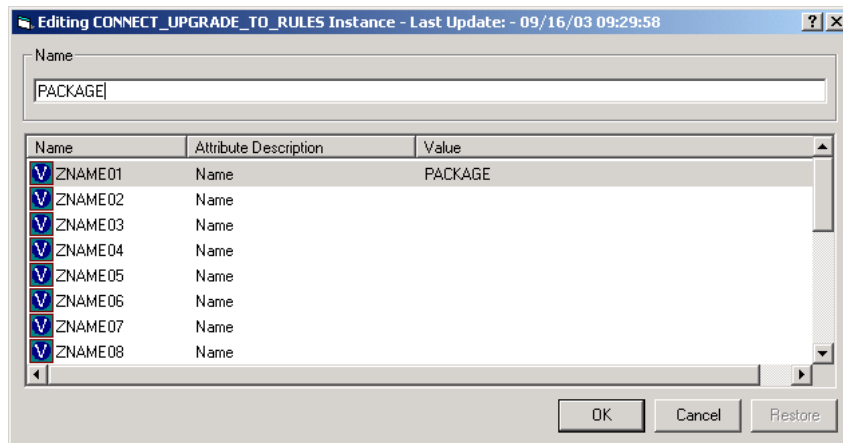 Editing CONNECT_UPGRADE_TO_RULES Instance - Last Update: - 09/16/03 09:29:58
Name
PACKAGE
Name Attribute Description Value
V ZNAME01 Name PACKAGE
V ZNAME02 Name
V ZNAME03 Name
V ZNAME04 Name
V ZNAME05 Name
V ZNAME06 Name
V ZNAME07 Name
V ZNAME08 Name
OK Cancel Restore